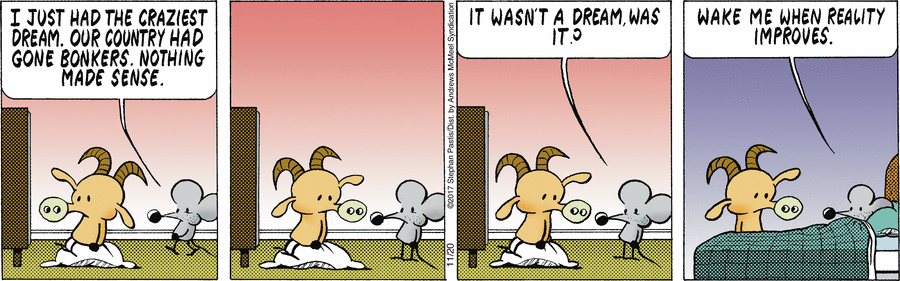 I JUST HAD THE CRAZIEST
DREAM. OUR COUNTRY HAD
GONE BONKERS. NOTHING
MADE SENSE.
11/20 ©2017 Stephan Pastis/Dist. by Andrews McMeel Syndication
IT WASN'T A DREAM, WAS
IT?
WAKE ME WHEN REALITY
IMPROVES.